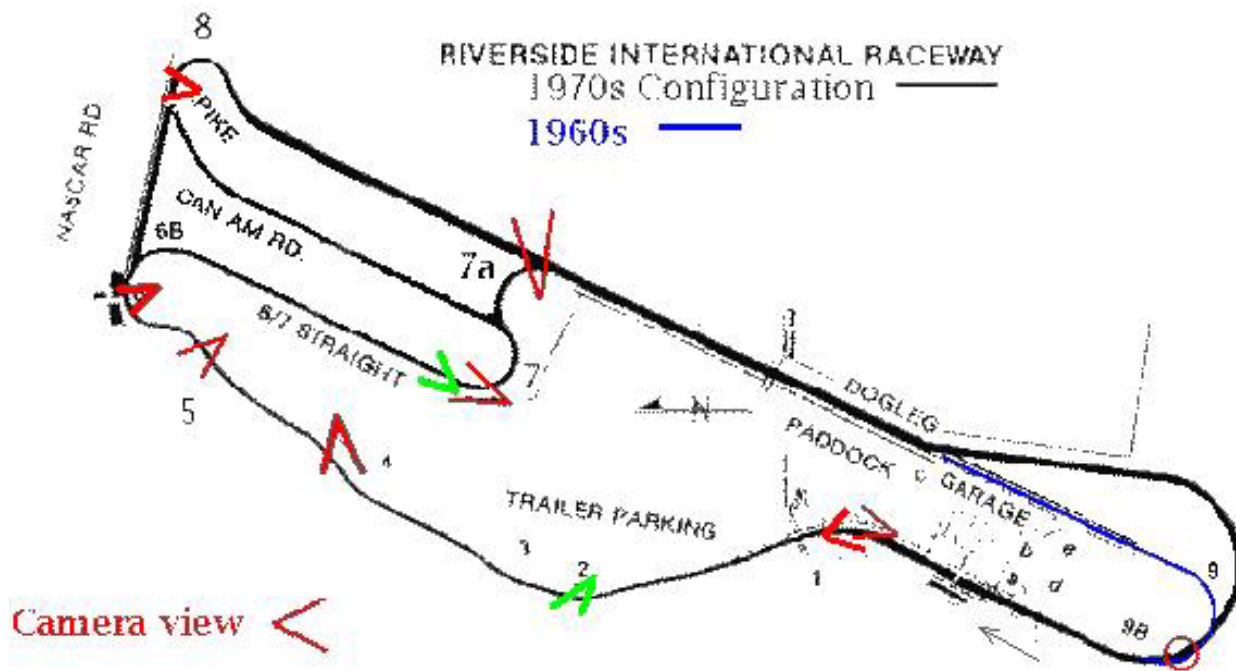 8
RIVERSIDE INTERNATIONAL RACEWAY
1970s Configuration
1960s
NASCAR RD
PIKE
CAN AM RD.
6B
7a
6/7 STRAIGHT
7
5
4
N
DOGLEG
PADDOCK & GARAGE
TRAILER PARKING
3
2
1
b
e
a
d
9
9B
Camera view